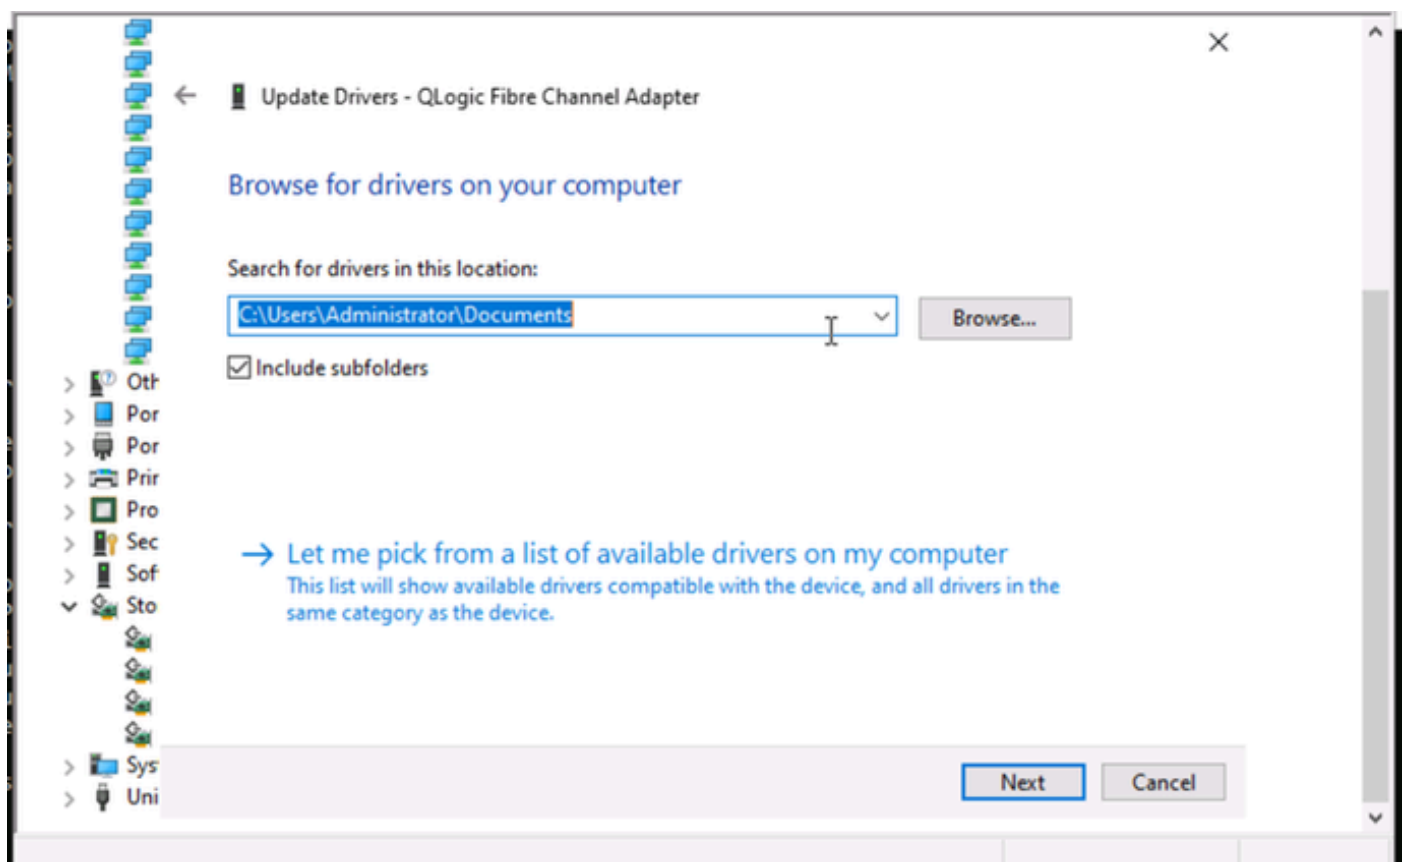 Update Drivers - QLogic Fibre Channel Adapter
Browse for drivers on your computer
Search for drivers in this location:
C:\Users\Administrator\Documents
Browse...
Include subfolders
Oth
Por
Por
Prir
Pro
Sec
Sof
Sto
Let me pick from a list of available drivers on my computer
This list will show available drivers compatible with the device, and all drivers in the
same category as the device.
Sys
Uni
Next
Cancel